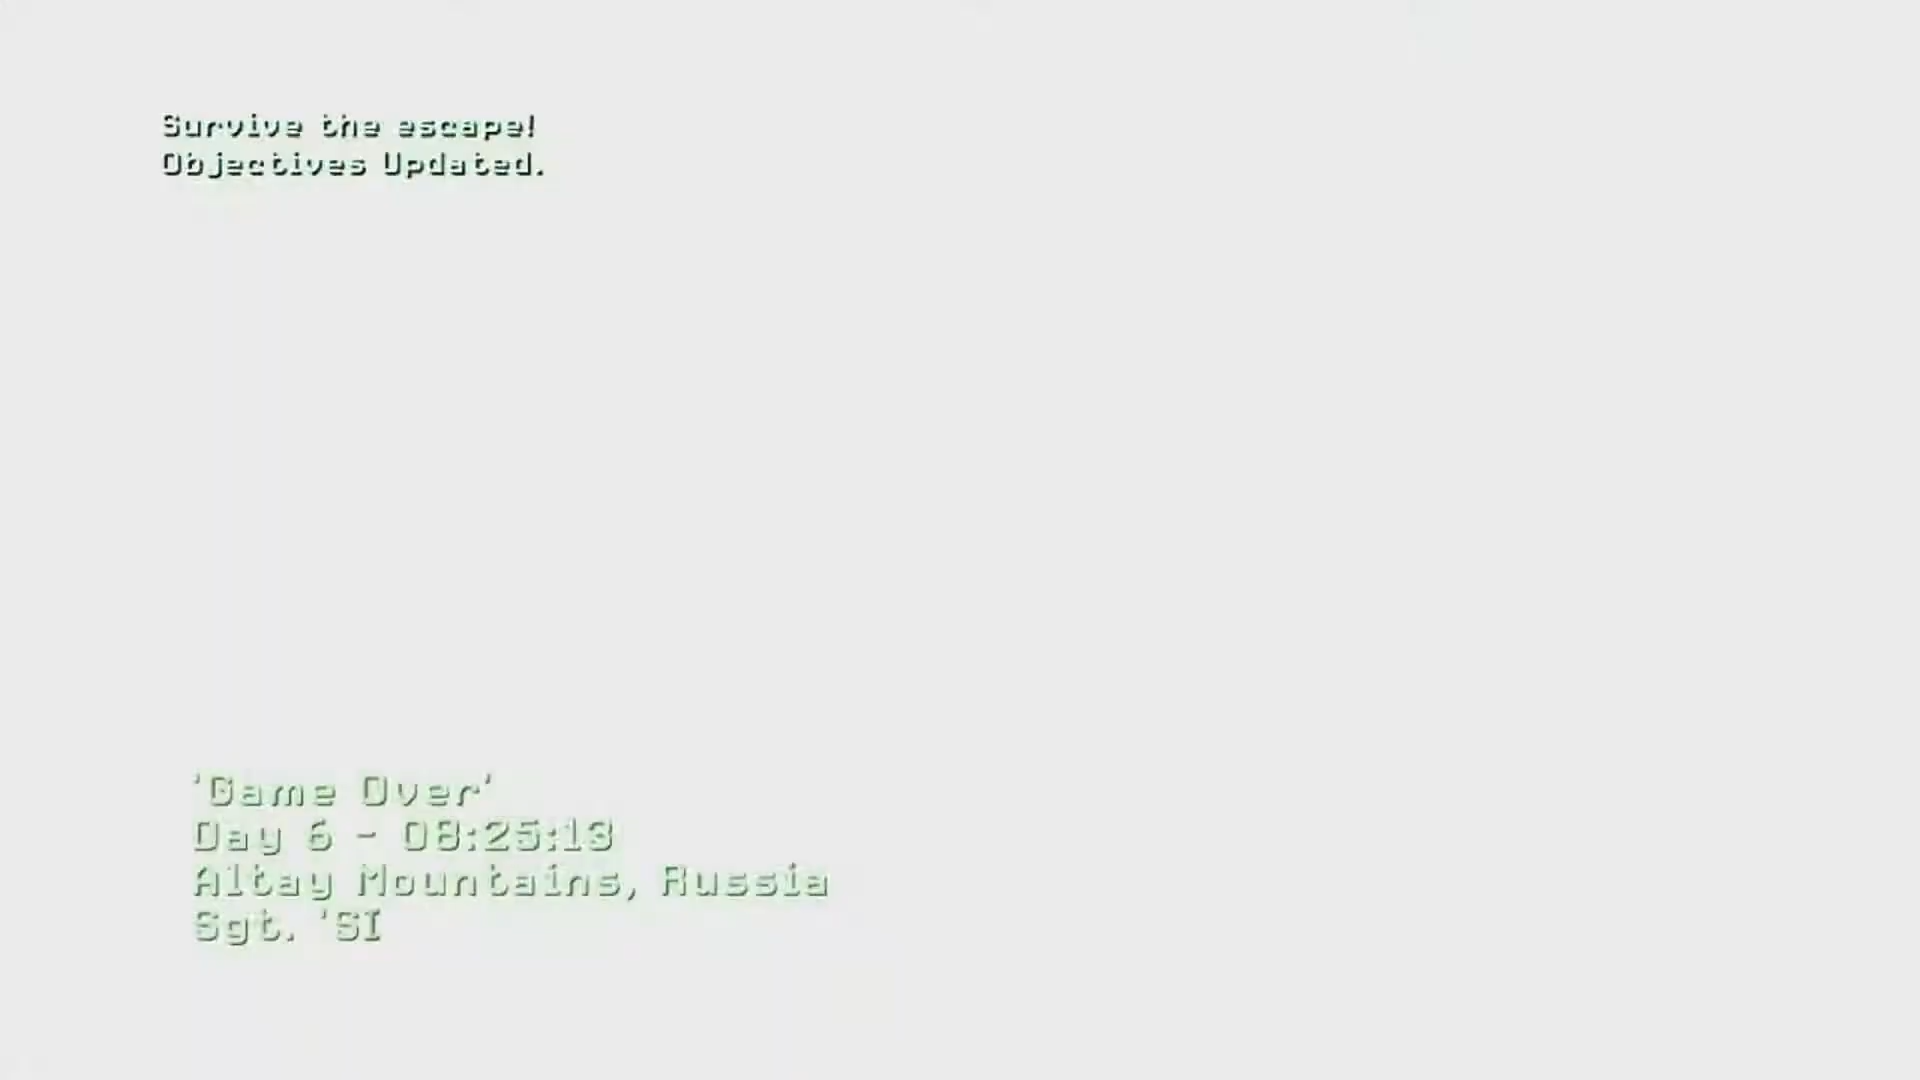 Survive the escape!
Objectives Updated.
'Game Over'
Day 6 - 08:25:13
Altay Mountains, Russia
Sgt. 'SI